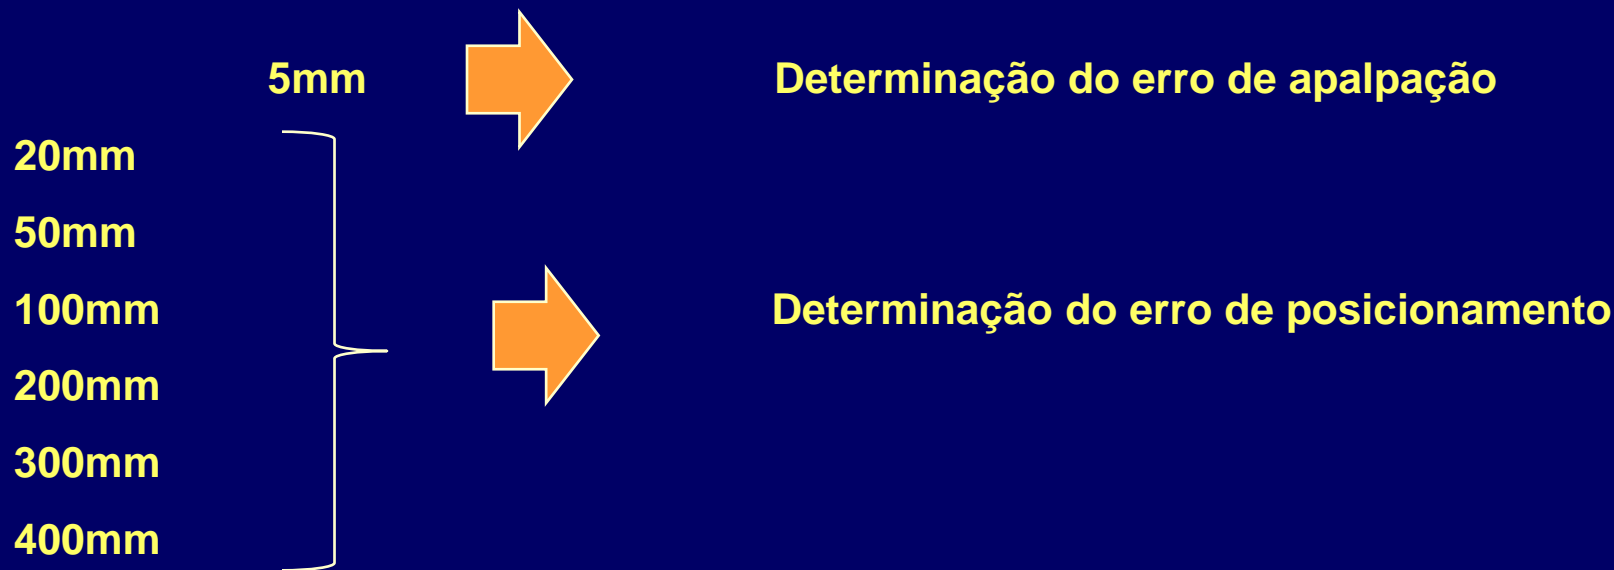 5mm
Determinação do erro de apalpação
20mm
50mm
100mm
Determinação do erro de posicionamento
200mm
300mm
400mm